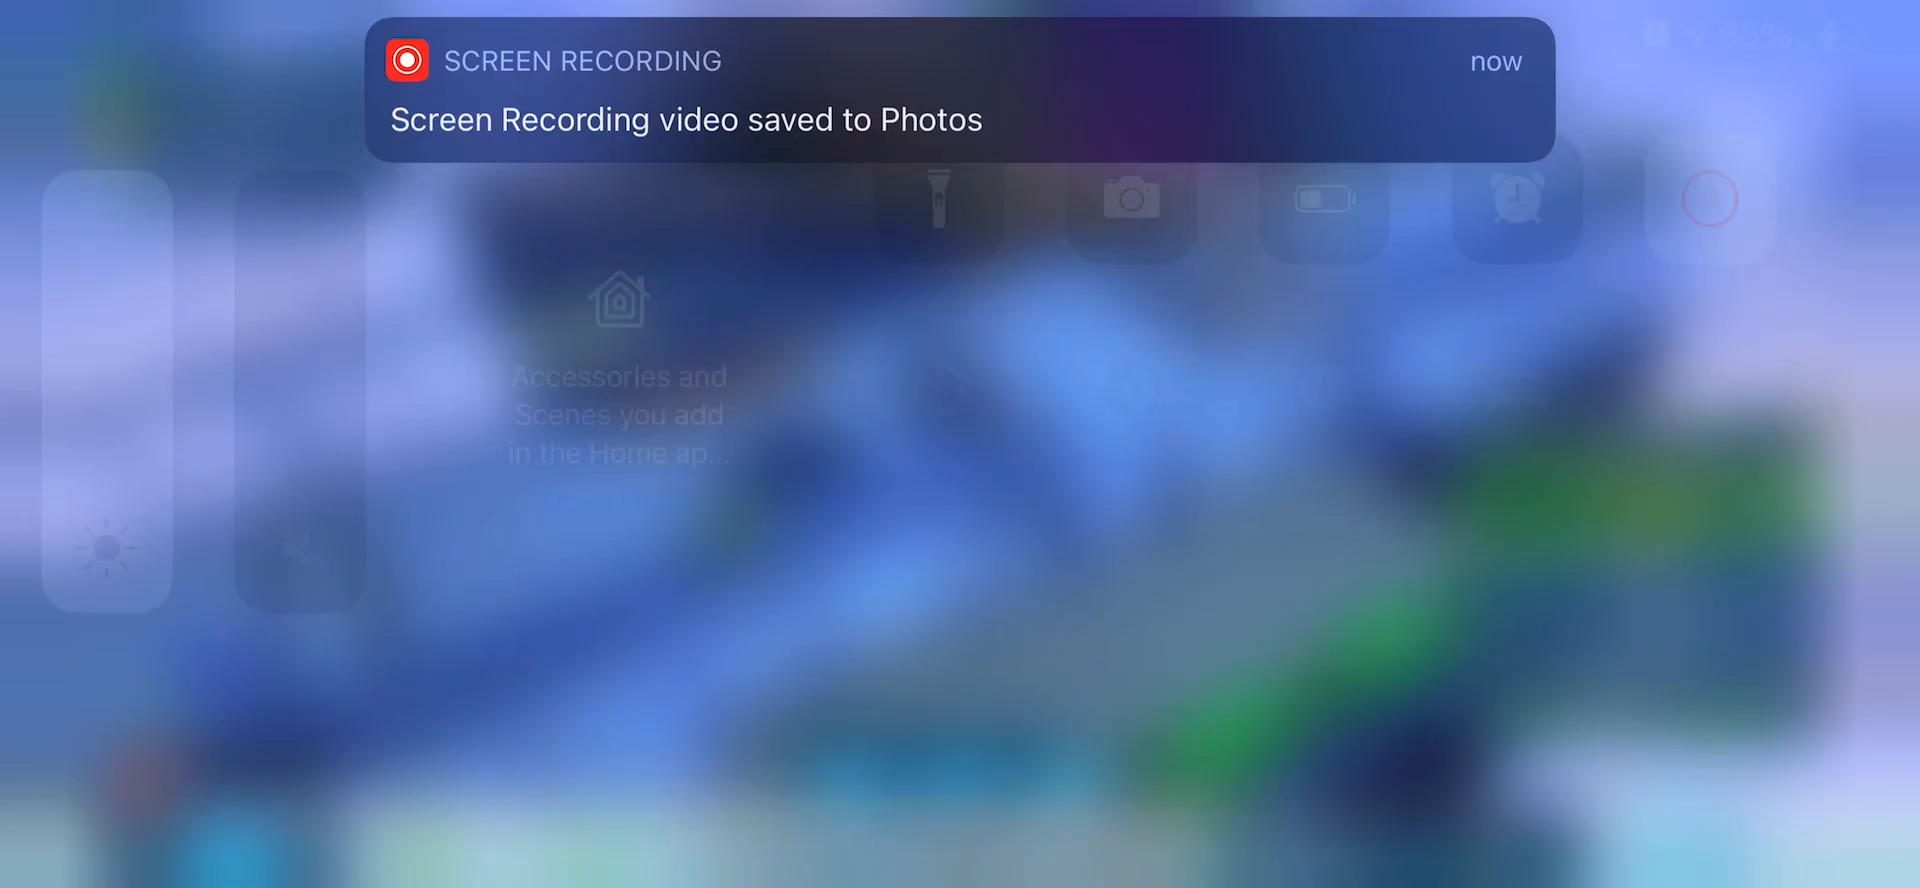 SCREEN RECORDING
now
Screen Recording video saved to Photos
Accessories and
Scenes you add
in the Home ap...